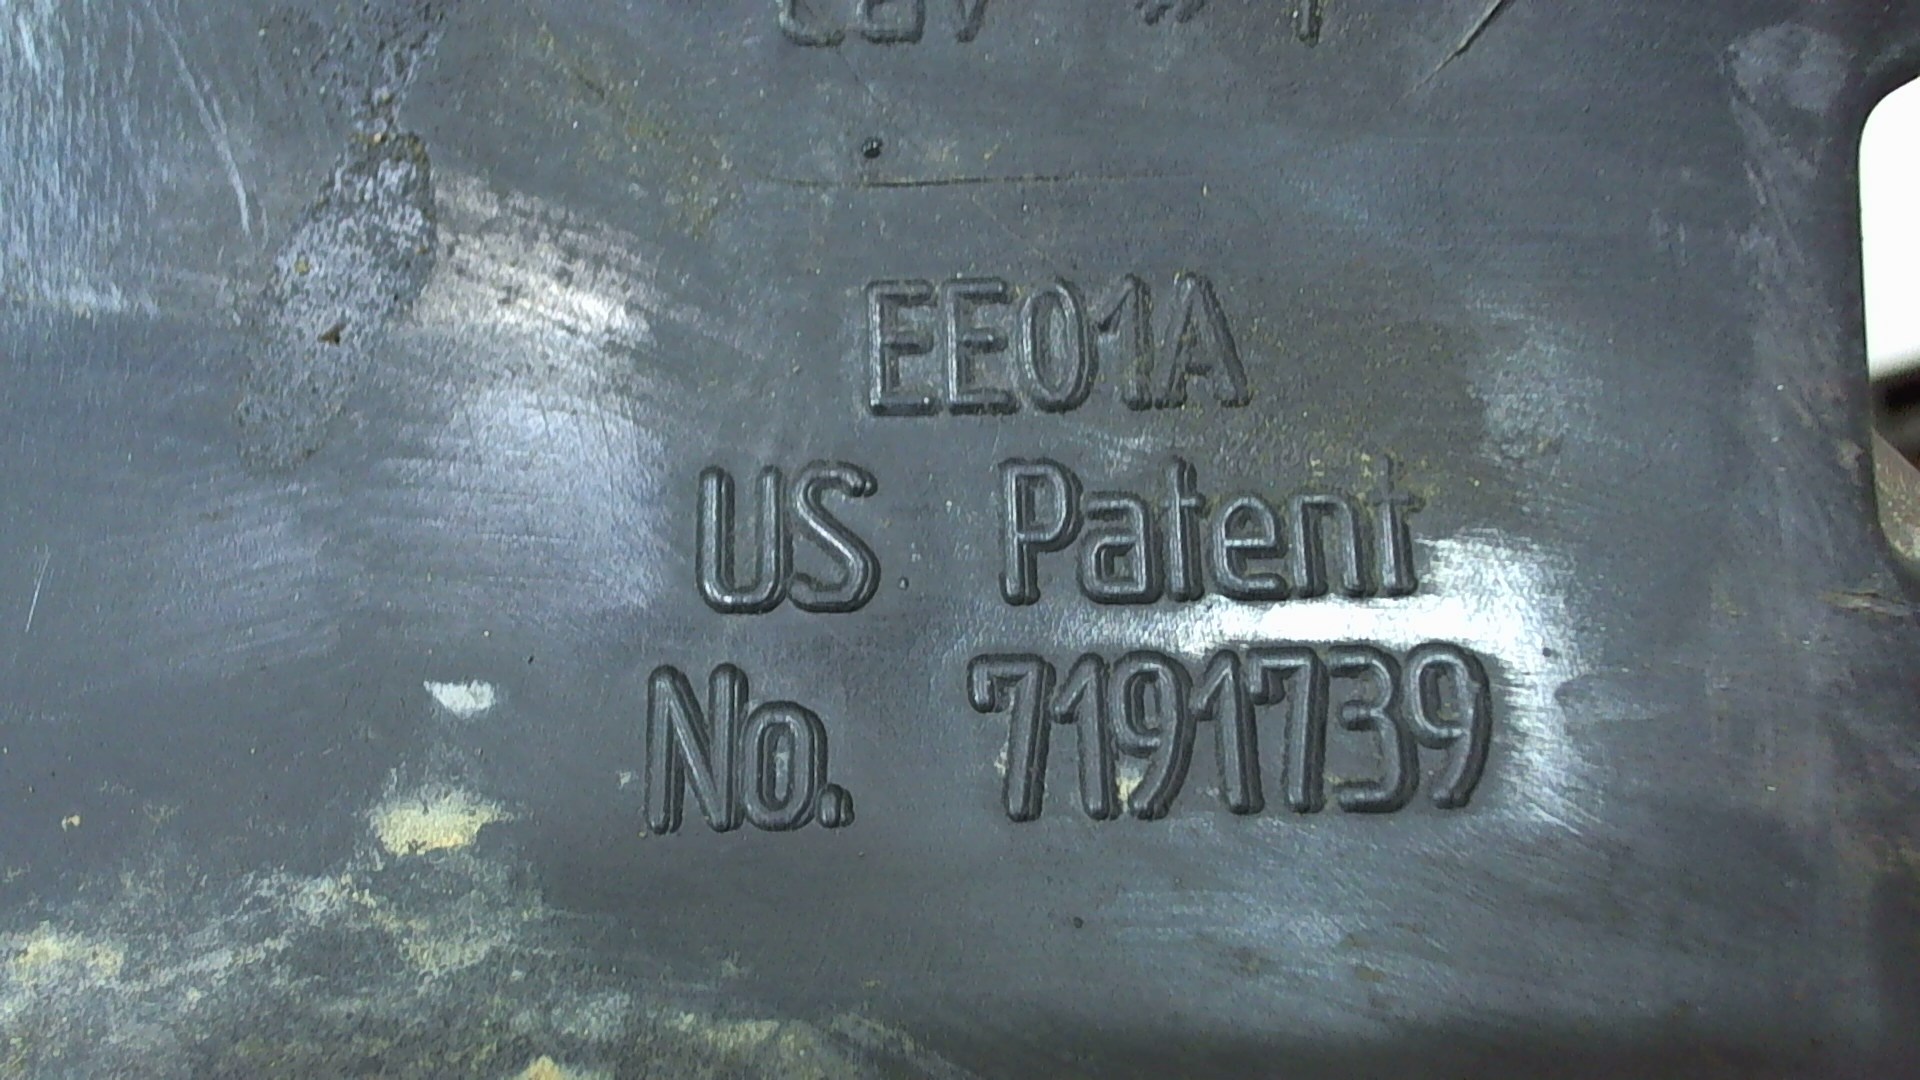 EE01A
US Patent
No. 7191739